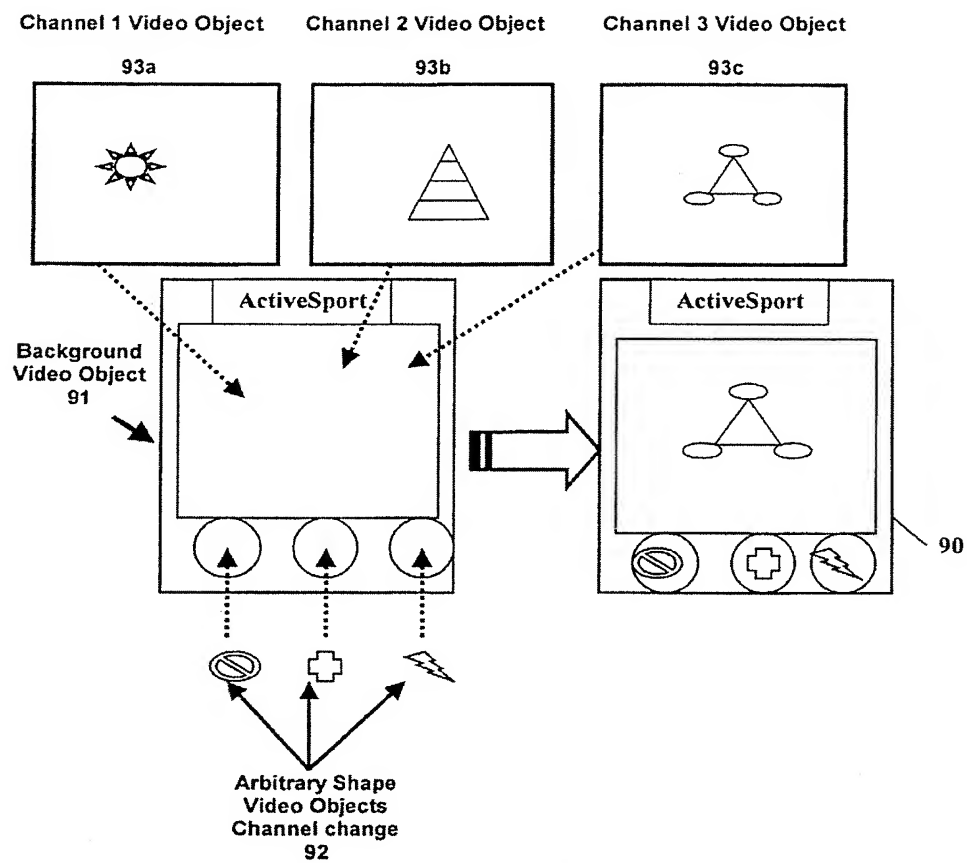 Channel 1 Video Object
Channel 2 Video Object
Channel 3 Video Object
93a
93b
93c
ActiveSport
ActiveSport
Background
Video Object
91
90
Arbitrary Shape
Video Objects
Channel change
92